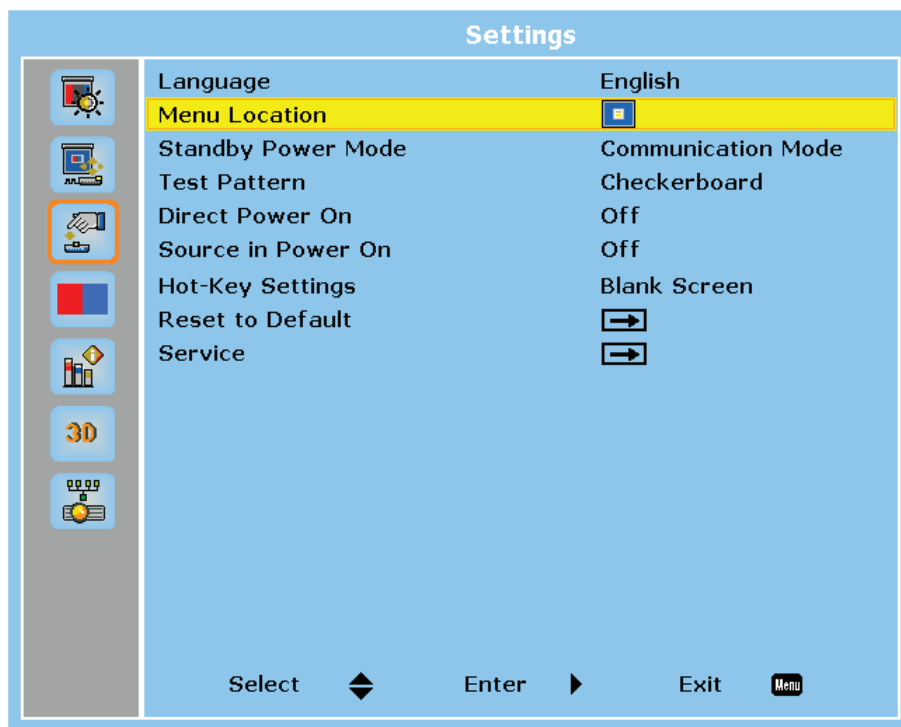 Settings
Language English
Menu Location
Standby Power Mode Communication Mode
Test Pattern Checkerboard
Direct Power On Off
Source in Power On Off
Hot-Key Settings Blank Screen
Reset to Default
Service
3D
Select Enter Exit Menu